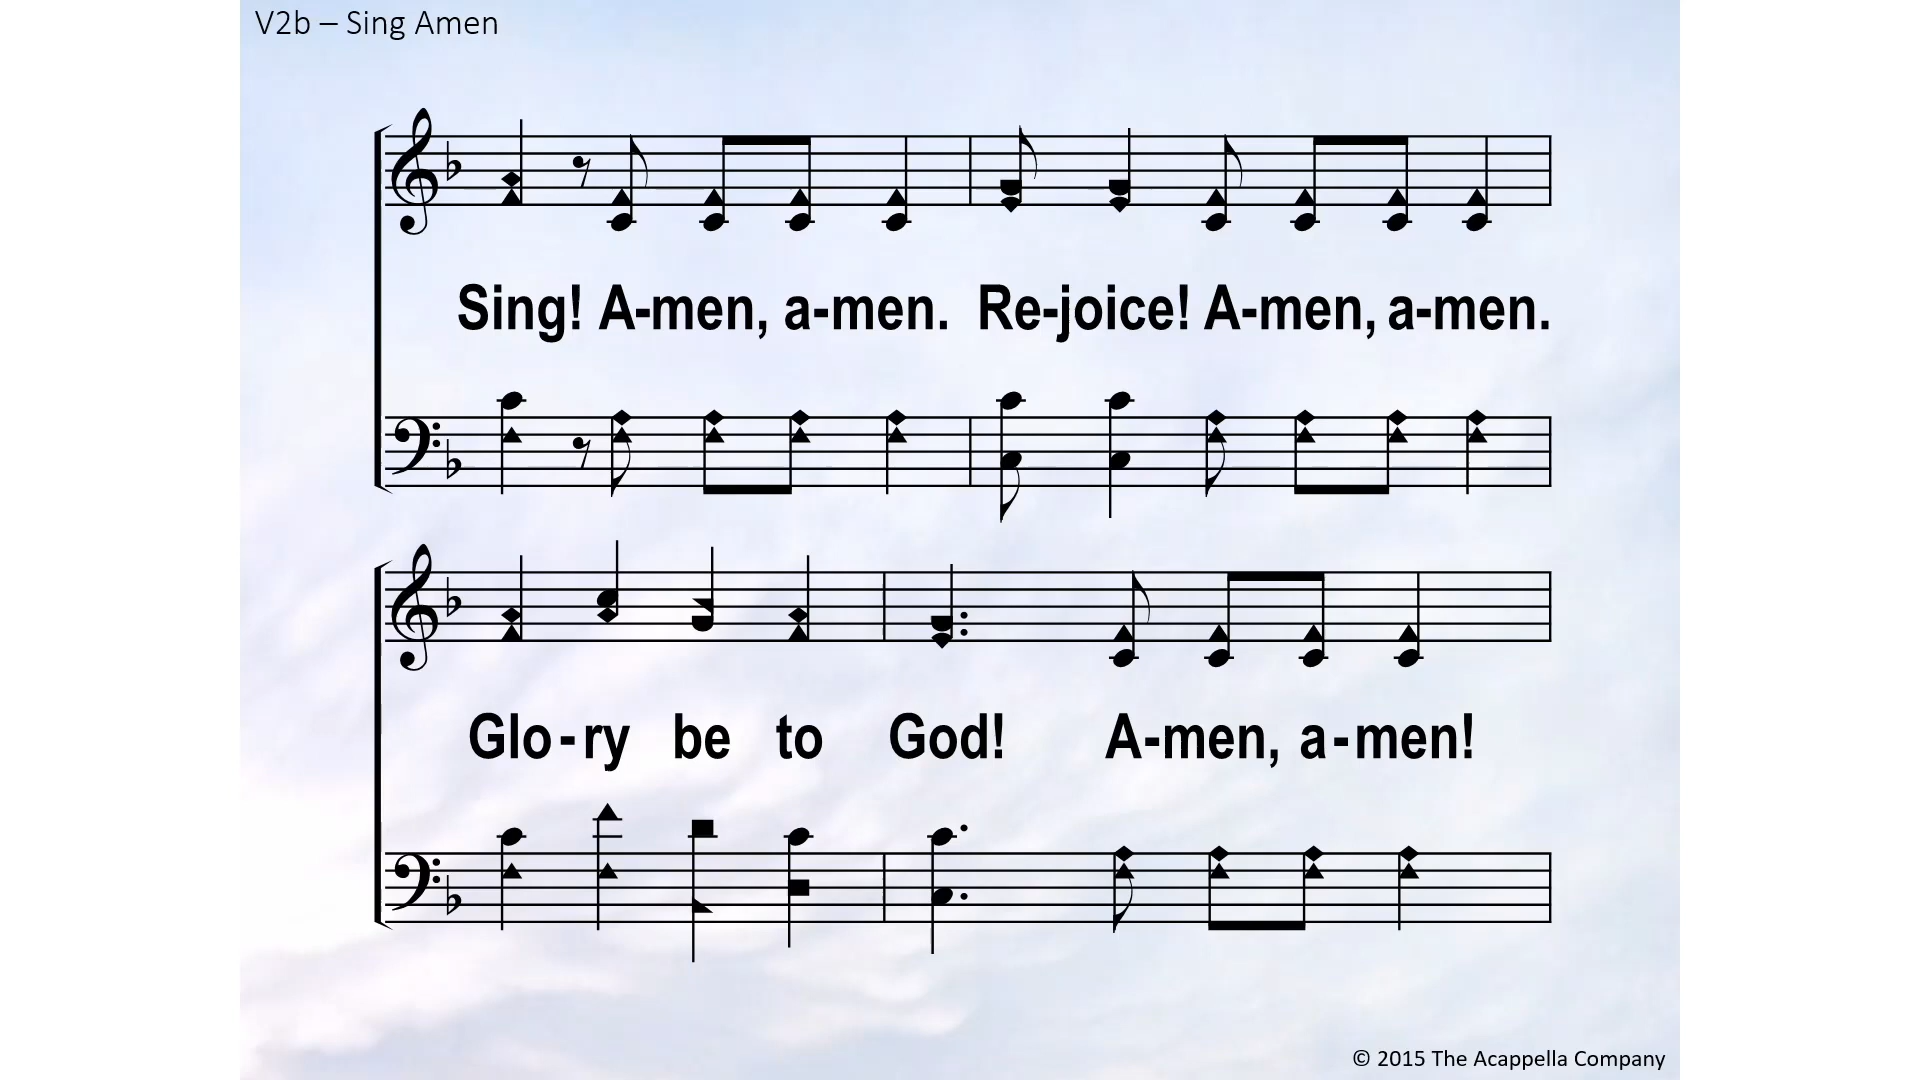 V2b – Sing Amen
Sing! A-men, a-men. Re-joice! A-men, a-men.
Glo-ry be to God! A-men, a-men!
© 2015 The Acappella Company